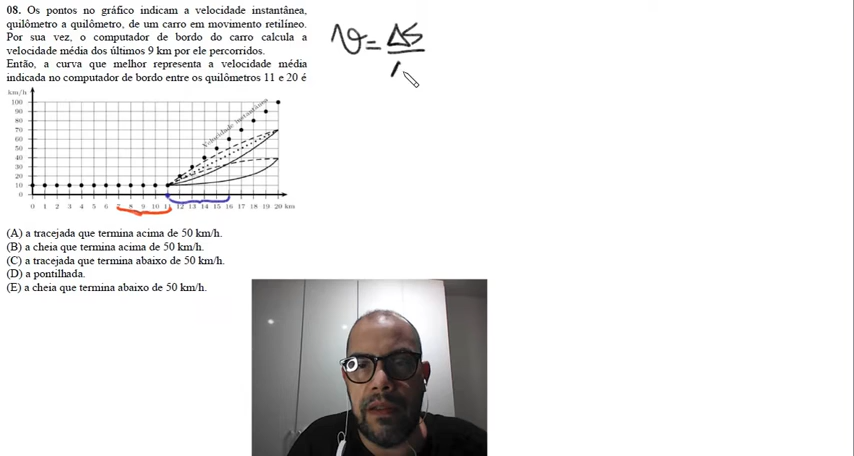 08. Os pontos no gráfico indicam a velocidade instantânea,
quilômetro a quilômetro, de um carro em movimento retilíneo.
Por sua vez, o computador de bordo do carro calcula a
velocidade média dos últimos 9 km por ele percorridos.
Então, a curva que melhor representa a velocidade média
indicada no computador de bordo entre os quilômetros 11 e 20 é
v = ΔS
km/h
100
90
80
70
60
50
40
30
20
10
0
Velocidade instantânea
0 1 2 3 4 5 6 7 8 9 10 11 12 13 14 15 16 17 18 19 20 km
(A) a tracejada que termina acima de 50 km/h.
(B) a cheia que termina acima de 50 km/h.
(C) a tracejada que termina abaixo de 50 km/h.
(D) a pontilhada.
(E) a cheia que termina abaixo de 50 km/h.